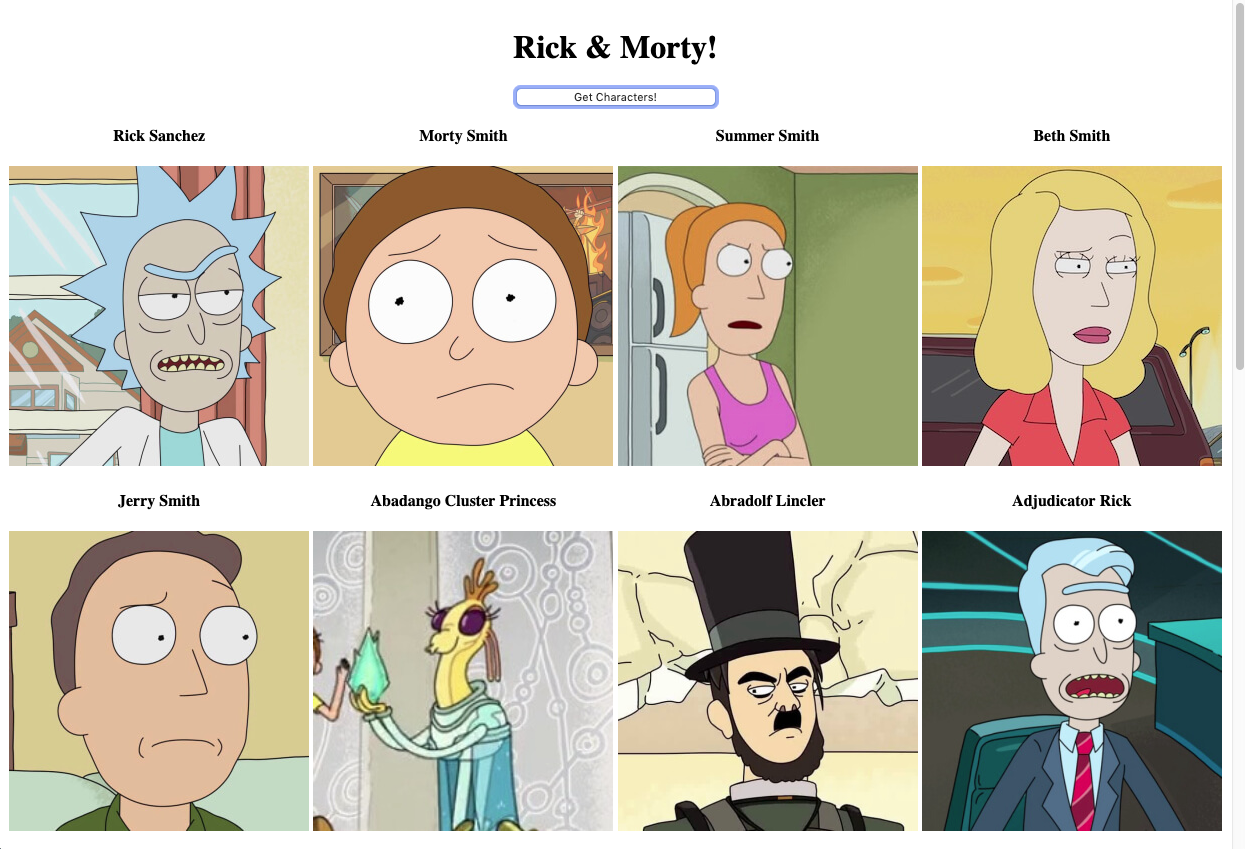 Rick & Morty!
Get Characters!
Rick Sanchez
Morty Smith
Summer Smith
Beth Smith
Jerry Smith
Abadango Cluster Princess
Abradolf Lincler
Adjudicator Rick